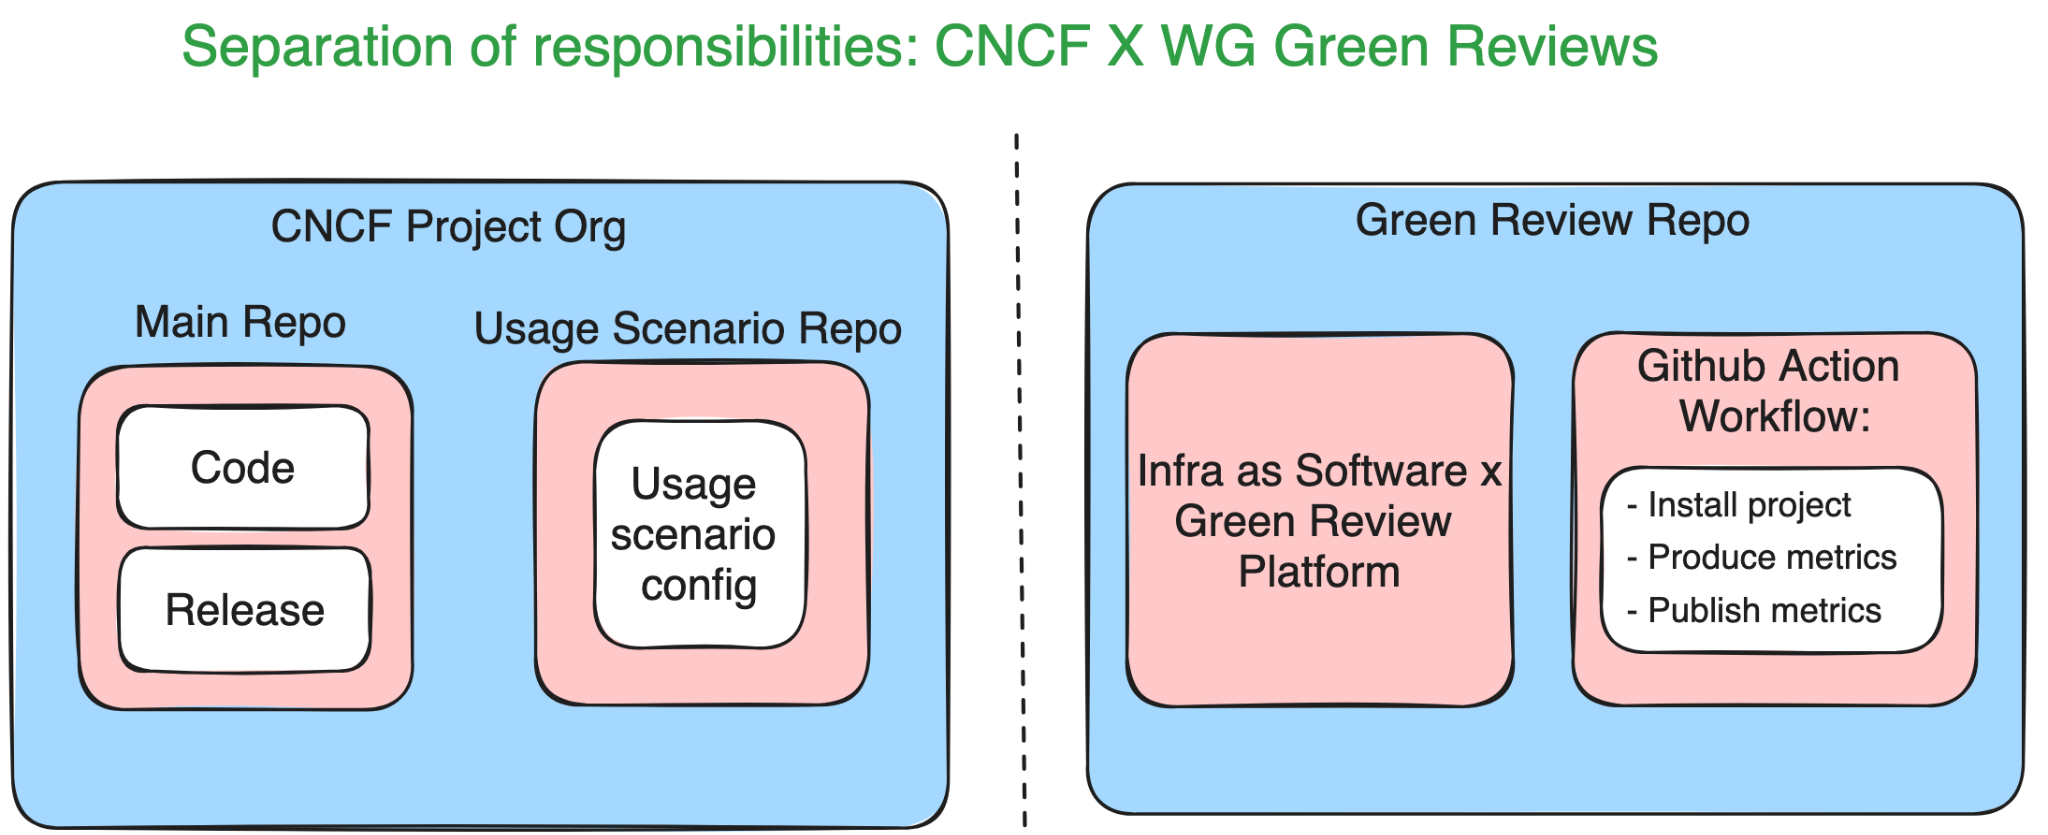 Separation of responsibilities: CNCF X WG Green Reviews
CNCF Project Org
Main Repo
Code
Release
Usage Scenario Repo
Usage
scenario
config
Green Review Repo
Infra as Software x
Green Review
Platform
Github Action
Workflow:
- Install project
- Produce metrics
- Publish metrics